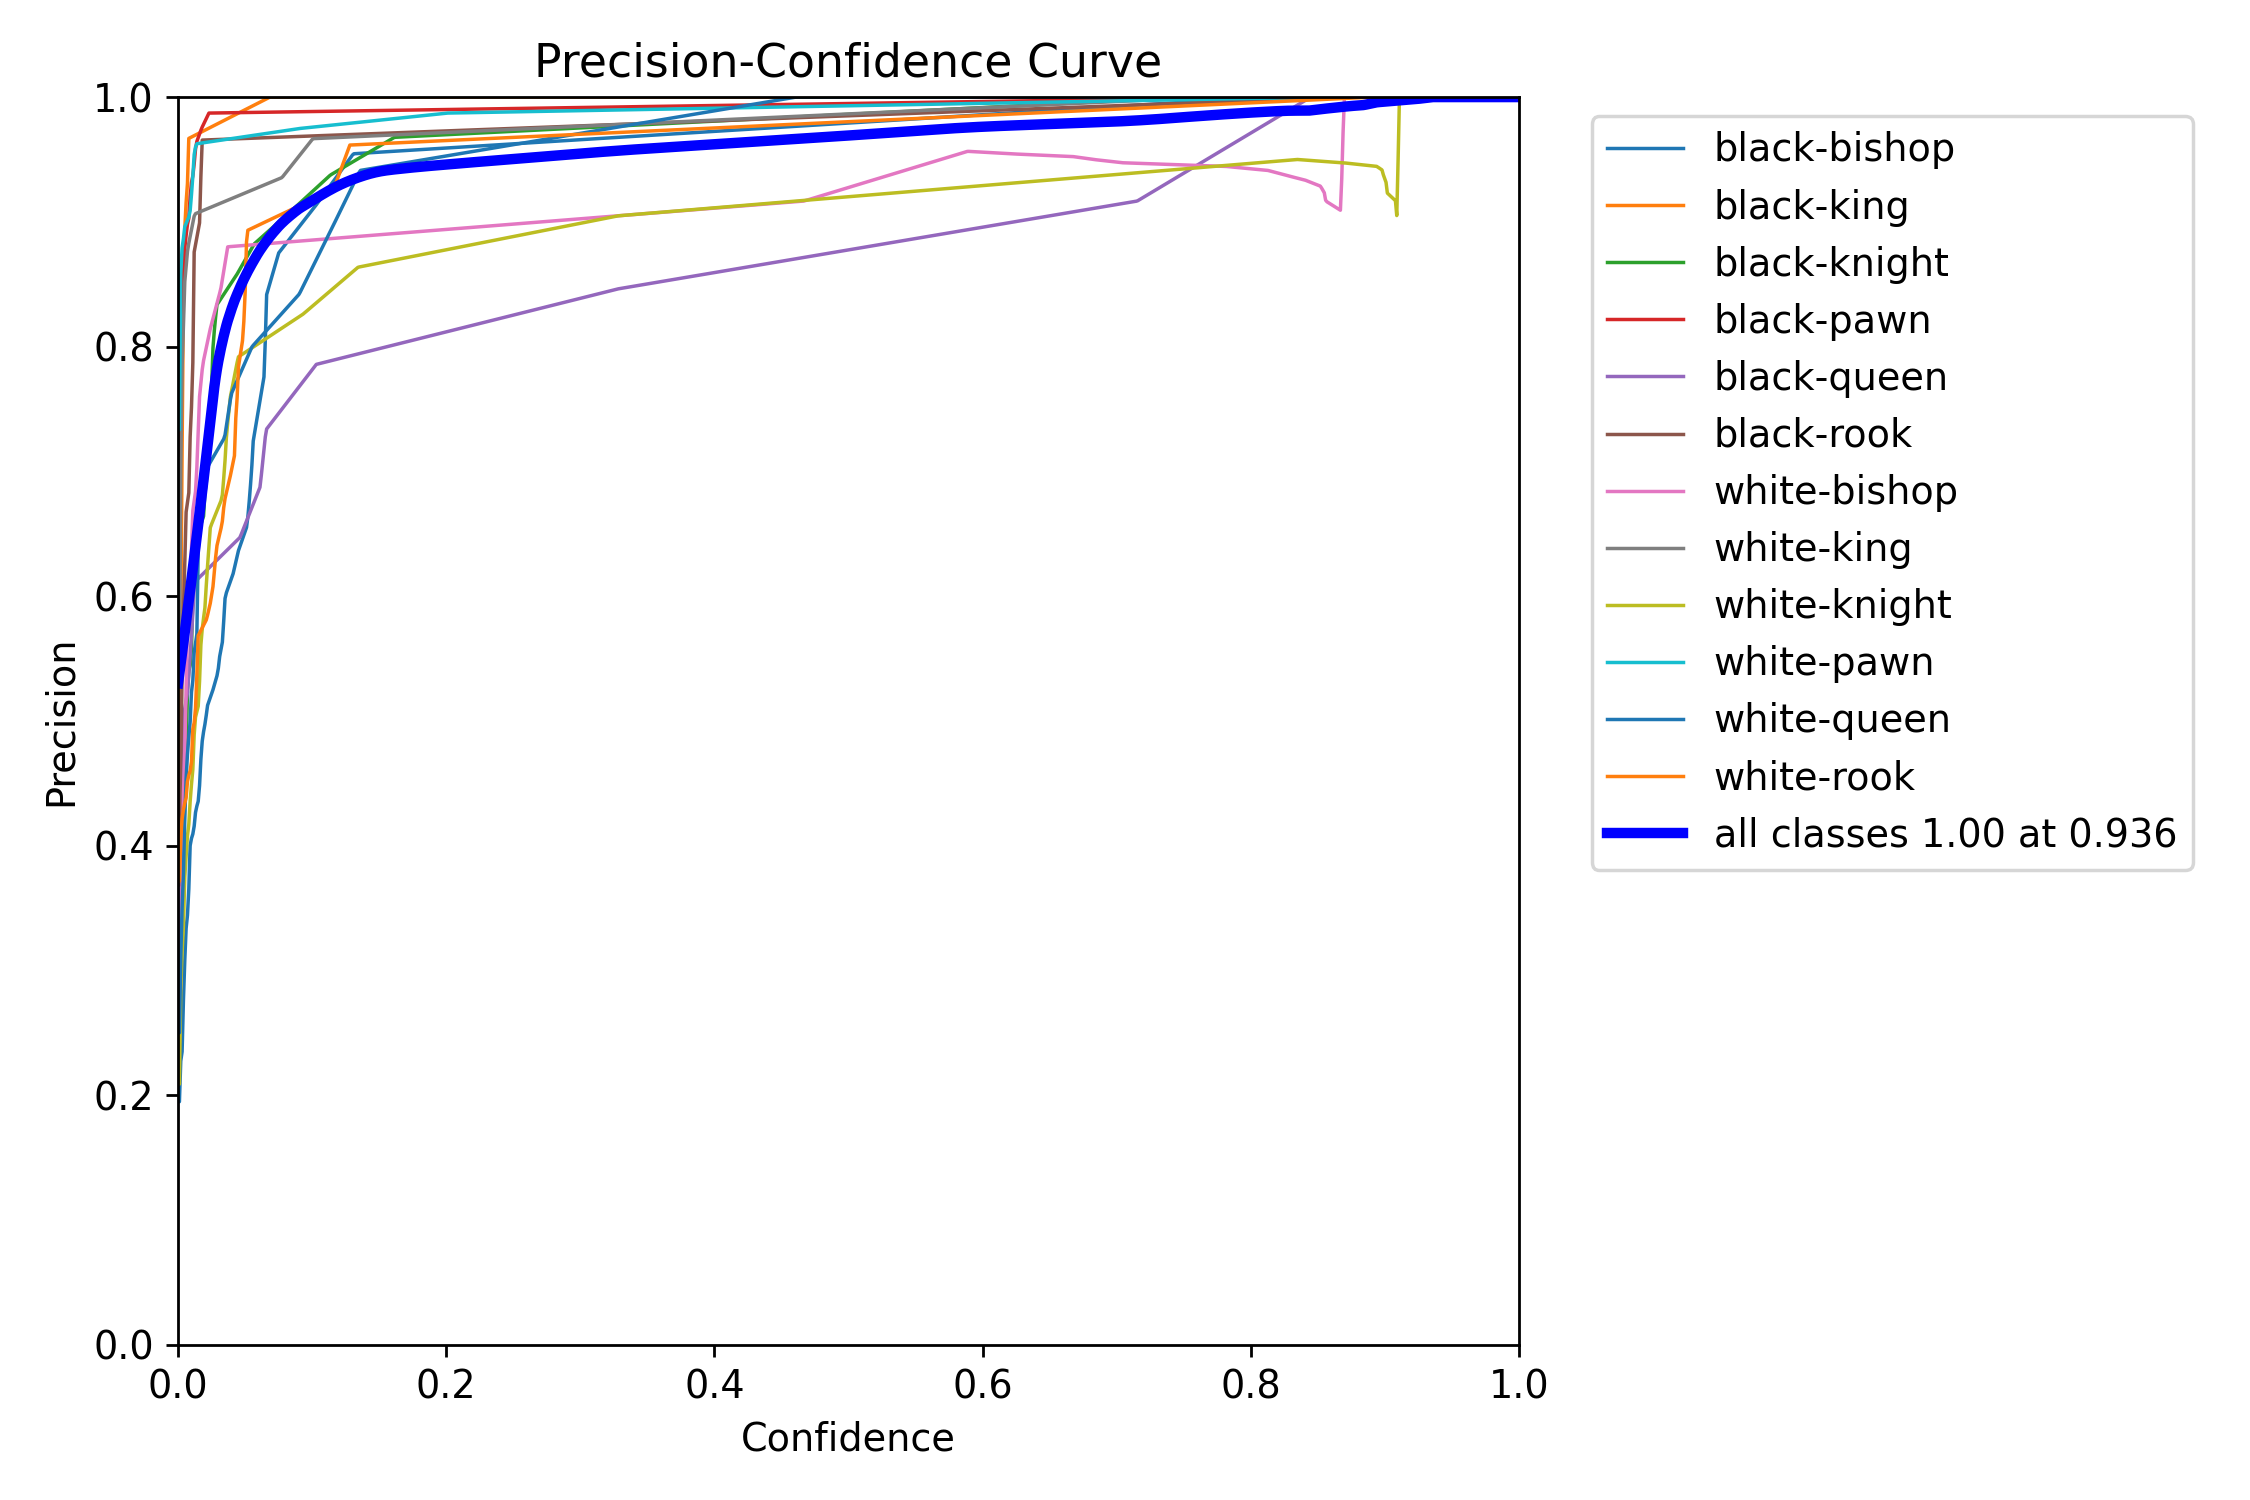 Precision-Confidence Curve
1.0
0.8
0.6
0.4
0.2
0.0
Precision
0.0 0.2 0.4 0.6 0.8 1.0
Confidence
black-bishop
black-king
black-knight
black-pawn
black-queen
black-rook
white-bishop
white-king
white-knight
white-pawn
white-queen
white-rook
all classes 1.00 at 0.936